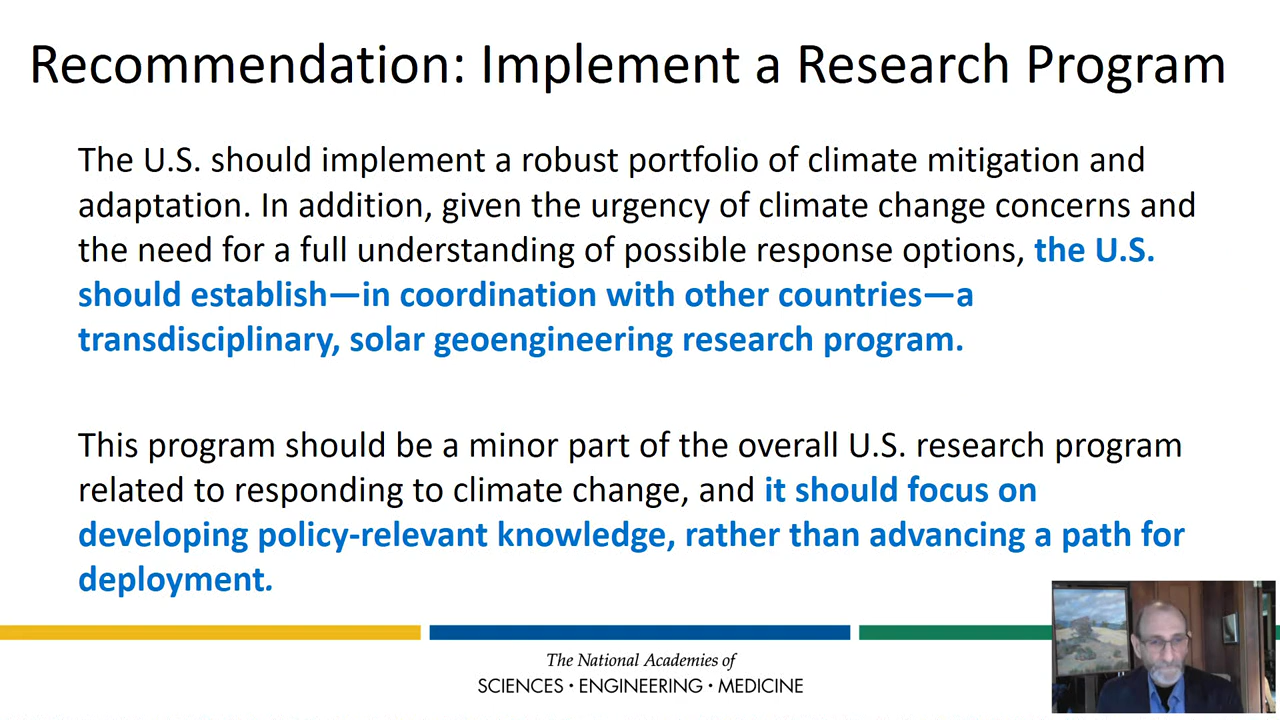 Recommendation: Implement a Research Program
The U.S. should implement a robust portfolio of climate mitigation and
adaptation. In addition, given the urgency of climate change concerns and
the need for a full understanding of possible response options, the U.S.
should establish—in coordination with other countries—a
transdisciplinary, solar geoengineering research program.
This program should be a minor part of the overall U.S. research program
related to responding to climate change, and it should focus on
developing policy-relevant knowledge, rather than advancing a path for
deployment.
The National Academies of
SCIENCES · ENGINEERING · MEDICINE